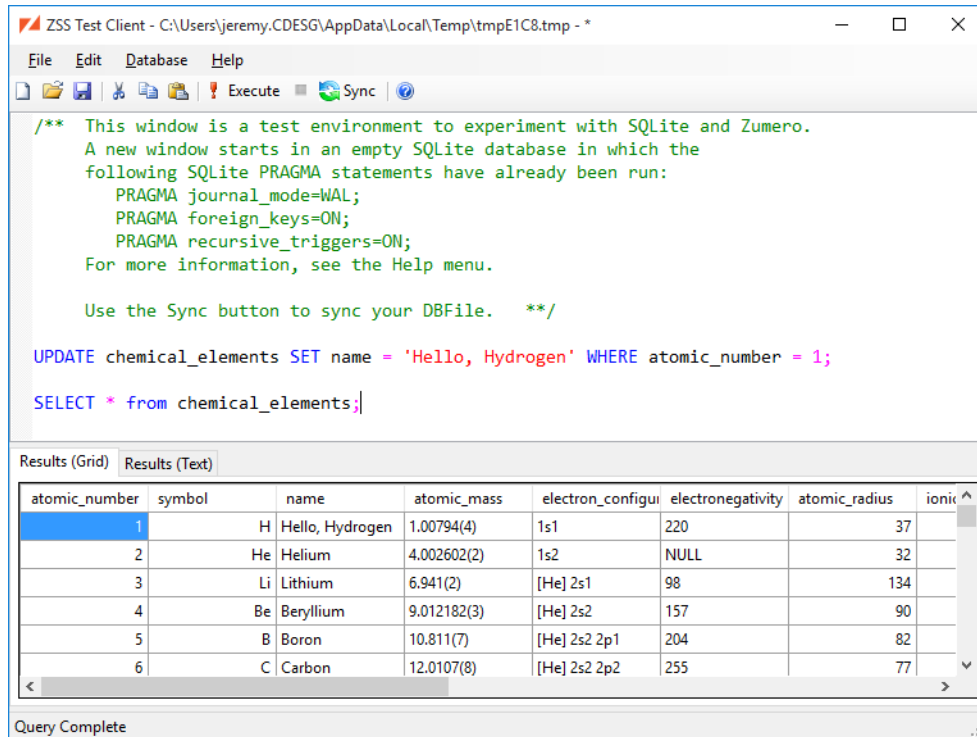 ZSS Test Client - C:\Users\jeremy.CDESG\AppData\Local\Temp\tmpE1C8.tmp - *
File Edit Database Help
Execute Sync
/** This window is a test environment to experiment with SQLite and Zumero.
A new window starts in an empty SQLite database in which the
following SQLite PRAGMA statements have already been run:
PRAGMA journal_mode=WAL;
PRAGMA foreign_keys=ON;
PRAGMA recursive_triggers=ON;
For more information, see the Help menu.
Use the Sync button to sync your DBFile. **/
UPDATE chemical_elements SET name = 'Hello, Hydrogen' WHERE atomic_number = 1;
SELECT * from chemical_elements;
Results (Grid) Results (Text)
atomic_number symbol name atomic_mass electron_configu electronegativity atomic_radius ionic
1 H Hello, Hydrogen 1.00794(4) 1s1 220 37
2 He Helium 4.002602(2) 1s2 NULL 32
3 Li Lithium 6.941(2) [He] 2s1 98 134
4 Be Beryllium 9.012182(3) [He] 2s2 157 90
5 B Boron 10.811(7) [He] 2s2 2p1 204 82
6 C Carbon 12.0107(8) [He] 2s2 2p2 255 77
Query Complete